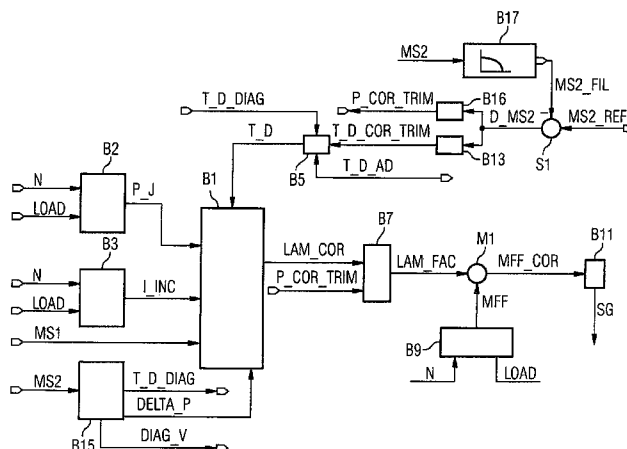 B17
MS2
MS2_FIL
P_COR_TRIM
B16
D_MS2
MS2_REF
S1
T_D_DIAG
T_D
T_D_COR_TRIM
B13
B5
T_D_AD
B2
N
LOAD
P_J
B1
B3
N
LOAD
I_INC
MS1
LAM_COR
P_COR_TRIM
B7
LAM_FAC
M1
MFF_COR
B11
MFF
SG
B9
N
LOAD
MS2
T_D_DIAG
DELTA_P
B15
DIAG_V